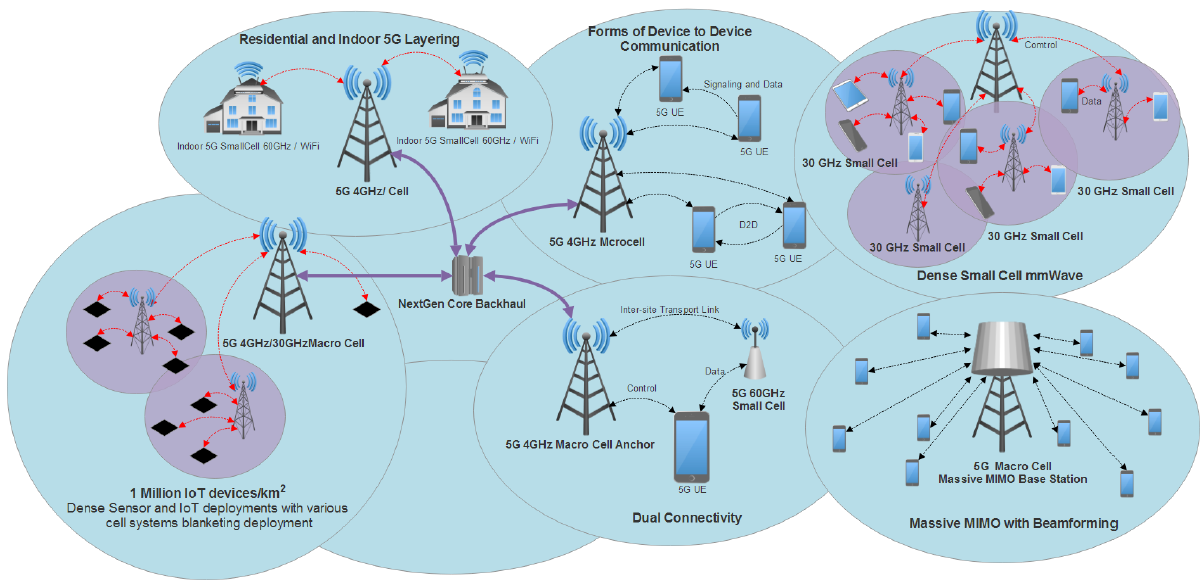 Residential and Indoor 5G Layering
Indoor 5G SmallCell 60GHz / WiFi
Indoor 5G SmallCell 60GHz / WiFi
5G 4GHz/ Cell
Forms of Device to Device
Communication
Signaling and Data
5G UE
5G UE
5G 4GHz Mcrocell
D2D
5G UE
5G UE
Comtrol
Data
30 GHz Small Cell
30 GHz Small Cell
30 GHz Small Cell
30 GHz Small Cell
Dense Small Cell mmWave
NextGen Core Backhaul
5G 4GHz/30GHzMacro Cell
1 Million IoT devices/km²
Dense Sensor and IoT deployments with various
cell systems blanketing deployment
Inter-site Transport Link
Data
Control
5G 60GHz
Small Cell
5G 4GHz Macro Cell Anchor
5G UE
Dual Connectivity
5G Macro Cell
Massive MIMO Base Station
Massive MIMO with Beamforming